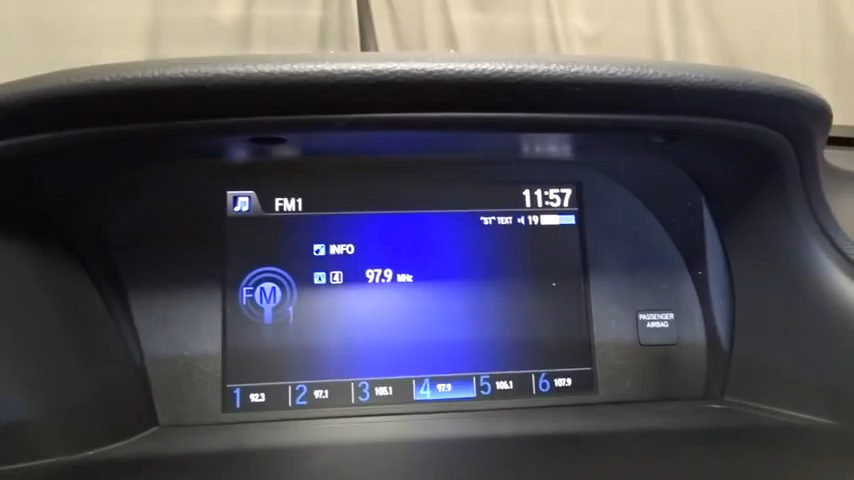 FM1 11:57
"ST" TEXT 19
INFO
4 97.9 MHz
FM
1
PASSENGER
AIRBAG
1 92.3 2 97.1 3 105.1 4 97.9 5 106.1 6 107.9